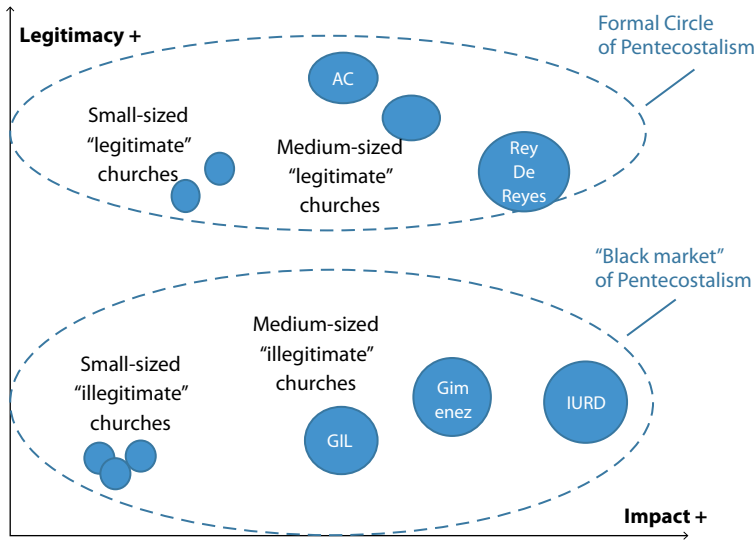 Legitimacy +
Formal Circle
of Pentecostalism
AC
Small-sized
“legitimate”
churches
Medium-sized
“legitimate”
churches
Rey
De
Reyes
“Black market”
of Pentecostalism
Medium-sized
“illegitimate”
churches
Small-sized
“illegitimate”
churches
Gim
enez
IURD
GIL
Impact +